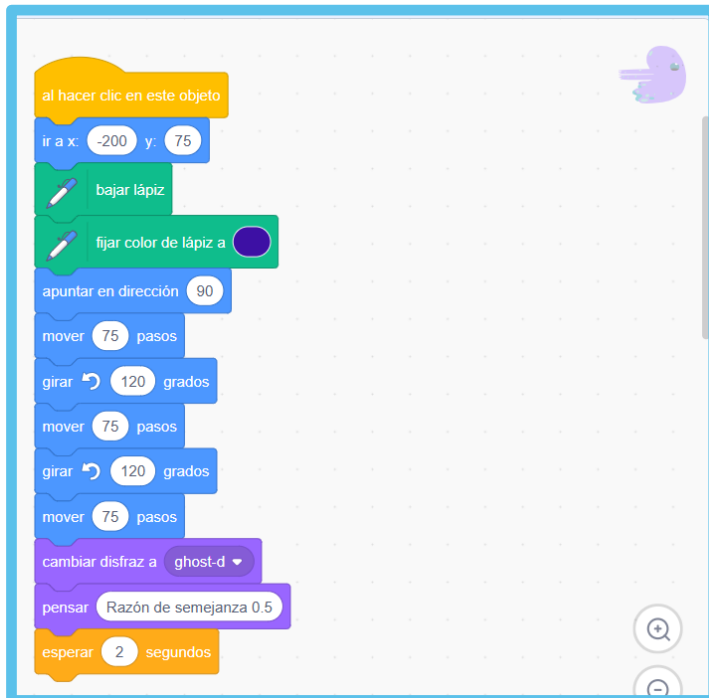 al hacer clic en este objeto
ir a x: -200 y: 75
bajar lápiz
fijar color de lápiz a
apuntar en dirección 90
mover 75 pasos
girar 120 grados
mover 75 pasos
girar 120 grados
mover 75 pasos
cambiar disfraz a ghost-d
pensar Razón de semejanza 0.5
esperar 2 segundos